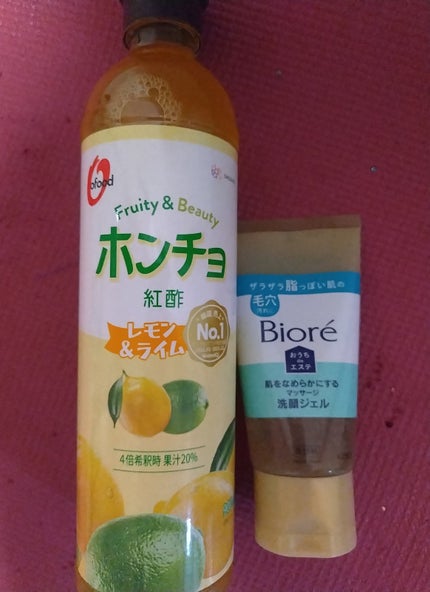 ofood
Fruity & Beauty
ホンチョ
紅酢
レモン
&ライム
No.1
4倍希釈時 果汁20%
ザラザラ脂っぽい肌の
毛穴
汚れに
Bioré
おうち
de
エステ
肌をなめらかにする
マッサージ
洗顔ジェル